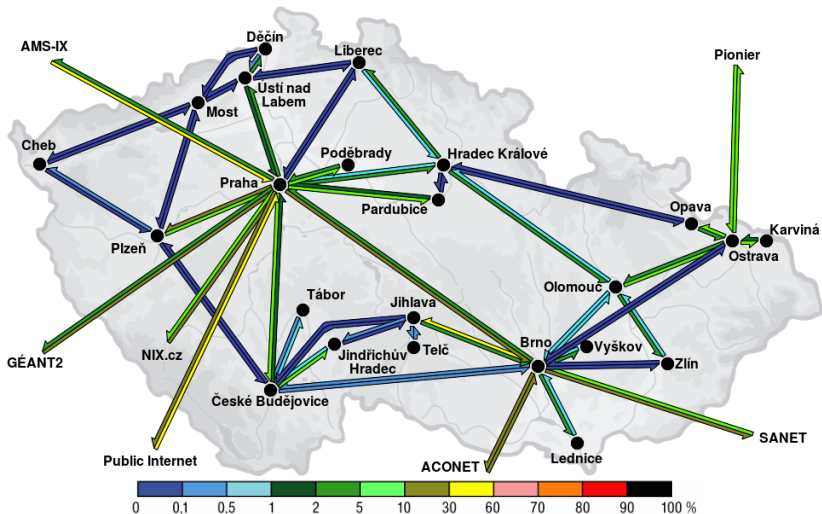 AMS-IX
Děčín
Liberec
Pionier
Ústí nad
Labem
Most
Cheb
Poděbrady
Hradec Králové
Praha
Pardubice
Opava
Karviná
Ostrava
Plzeň
Olomouc
Tábor
Jihlava
Brno
Vyškov
Jindřichův
Hradec
Telč
Zlín
GÉANT2
NIX.cz
České Budějovice
SANET
Lednice
Public Internet
ACONET
0 0,1 0,5 1 2 5 10 30 60 70 80 90 100 %